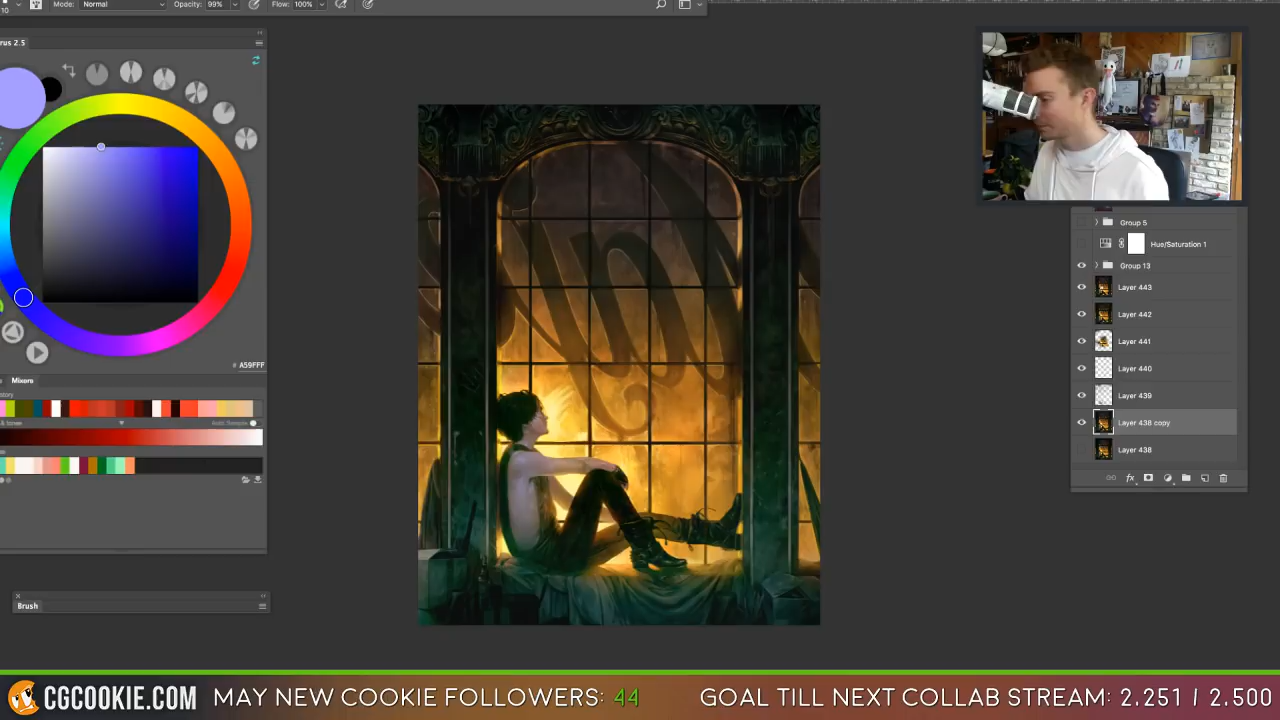 10
Mode: Normal
Opacity: 99%
Flow: 100%
rus 2.5
# A59FFF
Mixers
Group 5
Hue/Saturation 1
Group 13
Layer 443
Layer 442
Layer 441
Layer 440
Layer 439
Layer 438 copy
Layer 438
fx
Brush
CGCOOKIE.COM MAY NEW COOKIE FOLLOWERS: 44 GOAL TILL NEXT COLLAB STREAM: 2.251 / 2.500